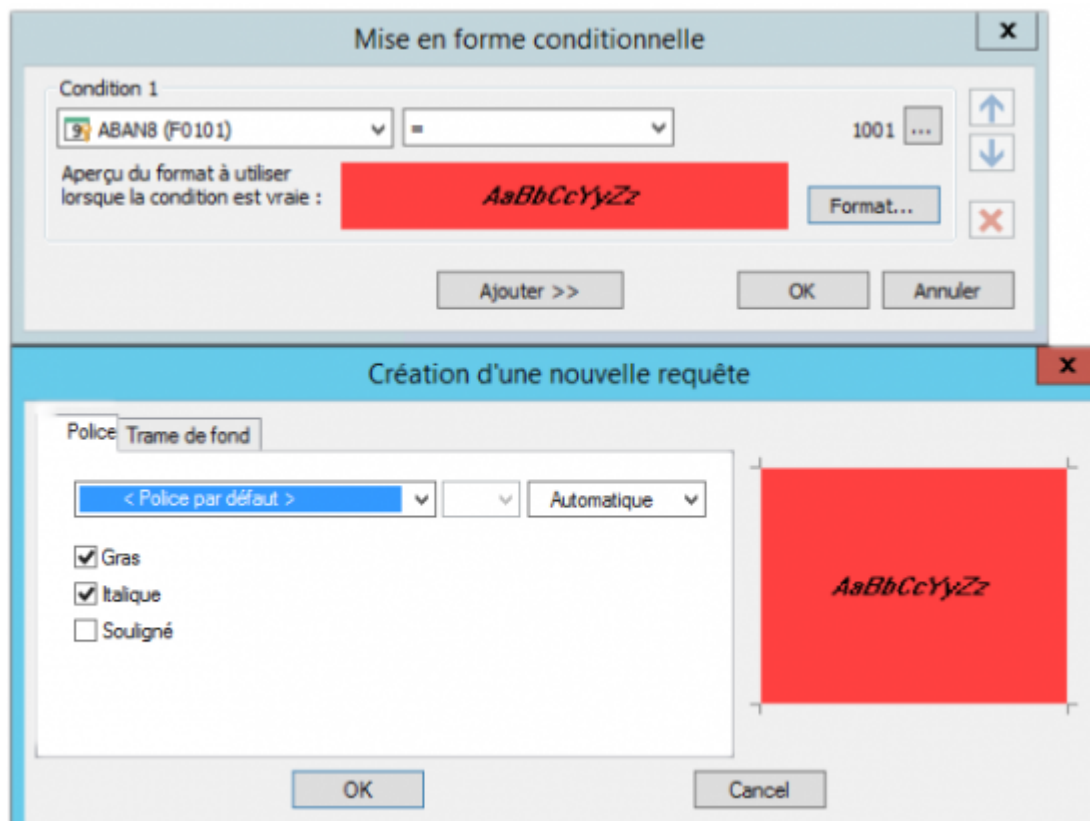 Mise en forme conditionnelle
x
Condition 1
9 ABAN8 (F0101)
=
1001 ...
Aperçu du format à utiliser
lorsque la condition est vraie :
AaBbCcYyZz
Format...
Ajouter >>
OK
Annuler
Création d'une nouvelle requête
x
Police
Trame de fond
< Police par défaut >
Automatique
Gras
Italique
Souligné
AaBbCcYyZz
OK
Cancel